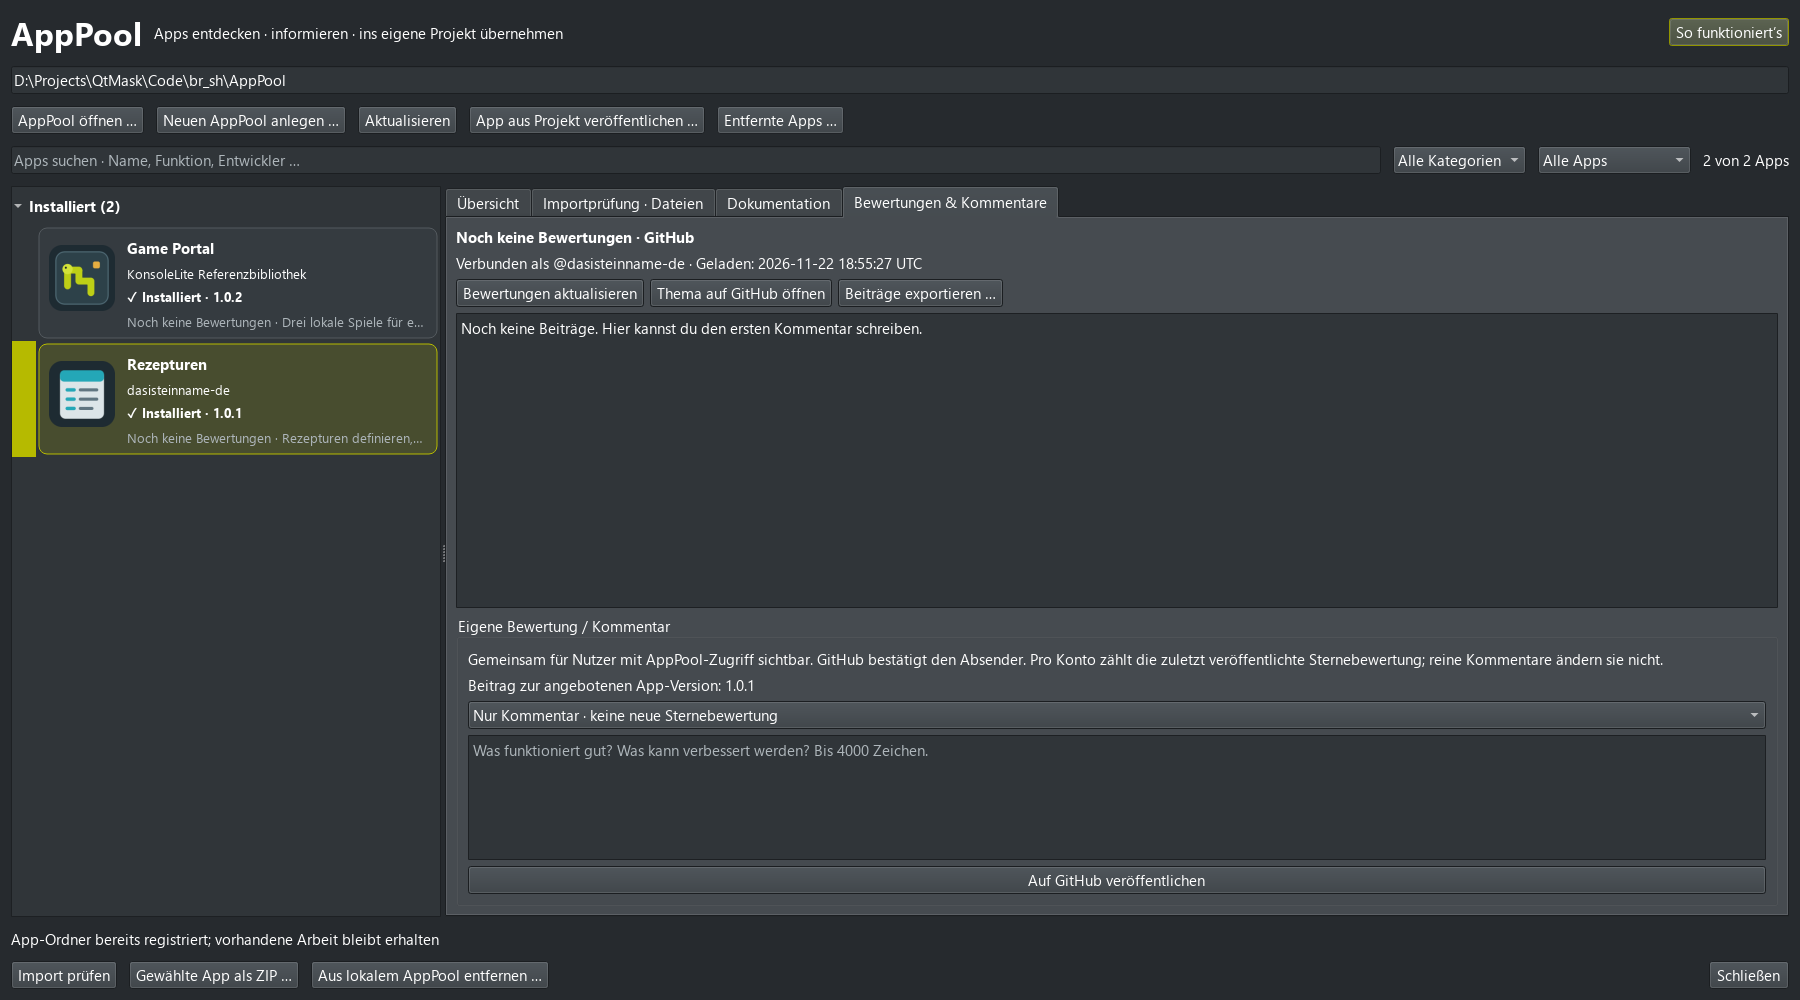 AppPool Apps entdecken · informieren · ins eigene Projekt übernehmen So funktioniert's
D:\Projects\QtMask\Code\br_sh\AppPool
AppPool öffnen ... Neuen AppPool anlegen ... Aktualisieren App aus Projekt veröffentlichen ... Entfernte Apps ...
Apps suchen · Name, Funktion, Entwickler ... Alle Kategorien Alle Apps 2 von 2 Apps
Installiert (2)
Game Portal
KonsoleLite Referenzbibliothek
✓ Installiert · 1.0.2
Noch keine Bewertungen · Drei lokale Spiele für e...
Rezepturen
dasisteinname-de
✓ Installiert · 1.0.1
Noch keine Bewertungen · Rezepturen definieren,...
Übersicht Importprüfung · Dateien Dokumentation Bewertungen & Kommentare
Noch keine Bewertungen · GitHub
Verbunden als @dasisteinname-de · Geladen: 2026-11-22 18:55:27 UTC
Bewertungen aktualisieren Thema auf GitHub öffnen Beiträge exportieren ...
Noch keine Beiträge. Hier kannst du den ersten Kommentar schreiben.
Eigene Bewertung / Kommentar
Gemeinsam für Nutzer mit AppPool-Zugriff sichtbar. GitHub bestätigt den Absender. Pro Konto zählt die zuletzt veröffentlichte Sternebewertung; reine Kommentare ändern sie nicht.
Beitrag zur angebotenen App-Version: 1.0.1
Nur Kommentar · keine neue Sternebewertung
Was funktioniert gut? Was kann verbessert werden? Bis 4000 Zeichen.
Auf GitHub veröffentlichen
App-Ordner bereits registriert; vorhandene Arbeit bleibt erhalten
Import prüfen Gewählte App als ZIP ... Aus lokalem AppPool entfernen ... Schließen